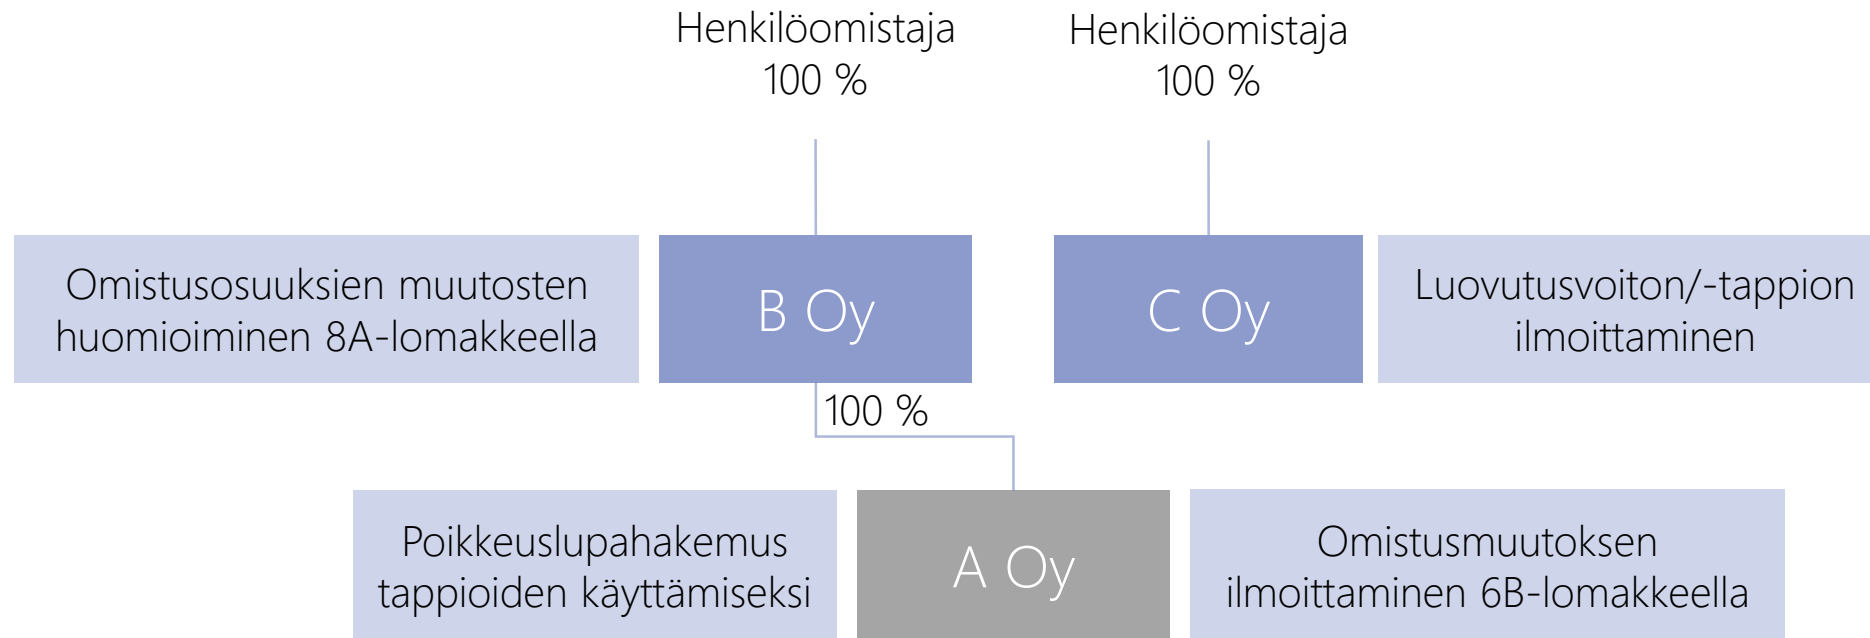 Henkilöomistaja
100 %
Henkilöomistaja
100 %
Omistusosuuksien muutosten
huomioiminen 8A-lomakkeella
B Oy
C Oy
Luovutusvoiton/-tappion
ilmoittaminen
100 %
Poikkeuslupahakemus
tappioiden käyttämiseksi
A Oy
Omistusmuutoksen
ilmoittaminen 6B-lomakkeella